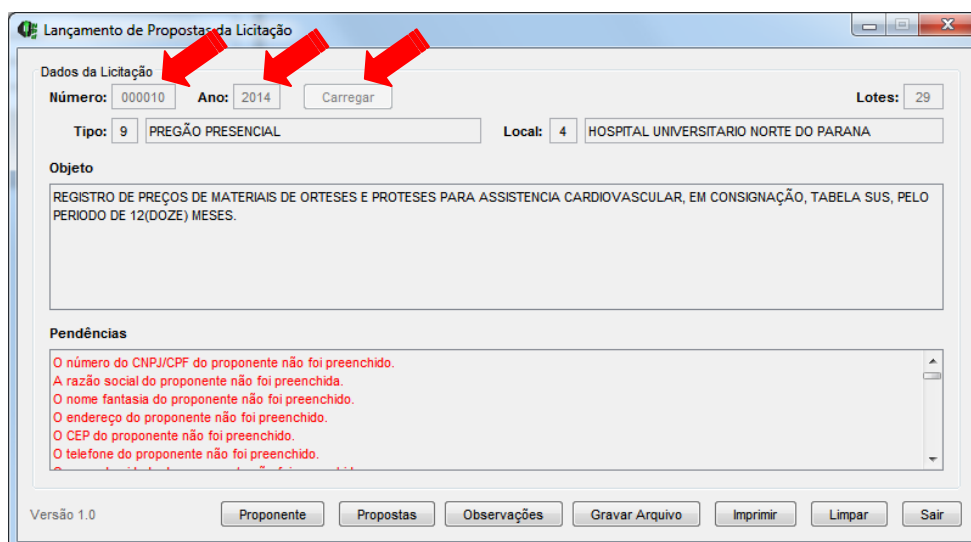 Lançamento de Propostas da Licitação
Dados da Licitação
Número: 000010 Ano: 2014 Carregar Lotes: 29
Tipo: 9 PREGÃO PRESENCIAL Local: 4 HOSPITAL UNIVERSITARIO NORTE DO PARANA
Objeto
REGISTRO DE PREÇOS DE MATERIAIS DE ORTESES E PROTESES PARA ASSISTENCIA CARDIOVASCULAR, EM CONSIGNAÇÃO, TABELA SUS, PELO
PERIODO DE 12(DOZE) MESES.
Pendências
O número do CNPJ/CPF do proponente não foi preenchido.
A razão social do proponente não foi preenchida.
O nome fantasia do proponente não foi preenchido.
O endereço do proponente não foi preenchido.
O CEP do proponente não foi preenchido.
O telefone do proponente não foi preenchido.
Versão 1.0 Proponente Propostas Observações Gravar Arquivo Imprimir Limpar Sair